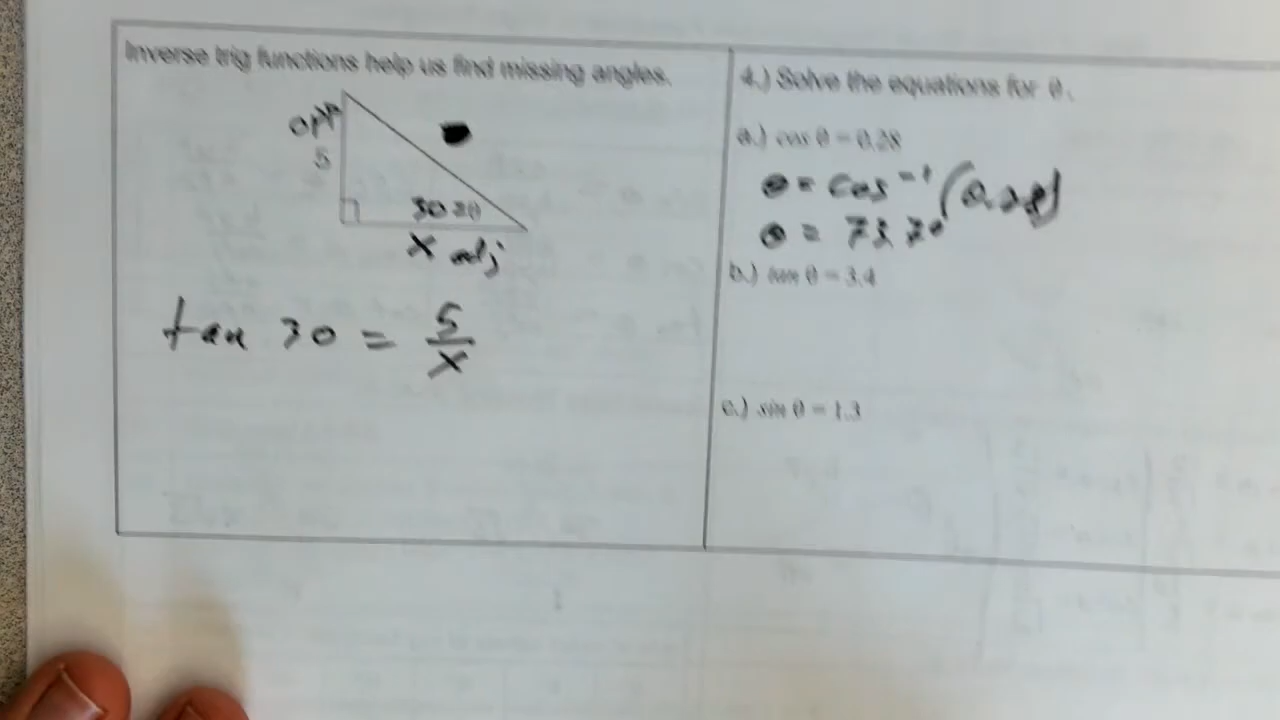 Inverse trig functions help us find missing angles.
opp
5
30
x adj
tan 30 = 5/x
4.) Solve the equations for θ.
a.) cos θ = 0.28
θ = cos⁻¹ (0.28)
θ = 73.7°
b.) tan θ = 3.4
c.) sin θ = 1.3